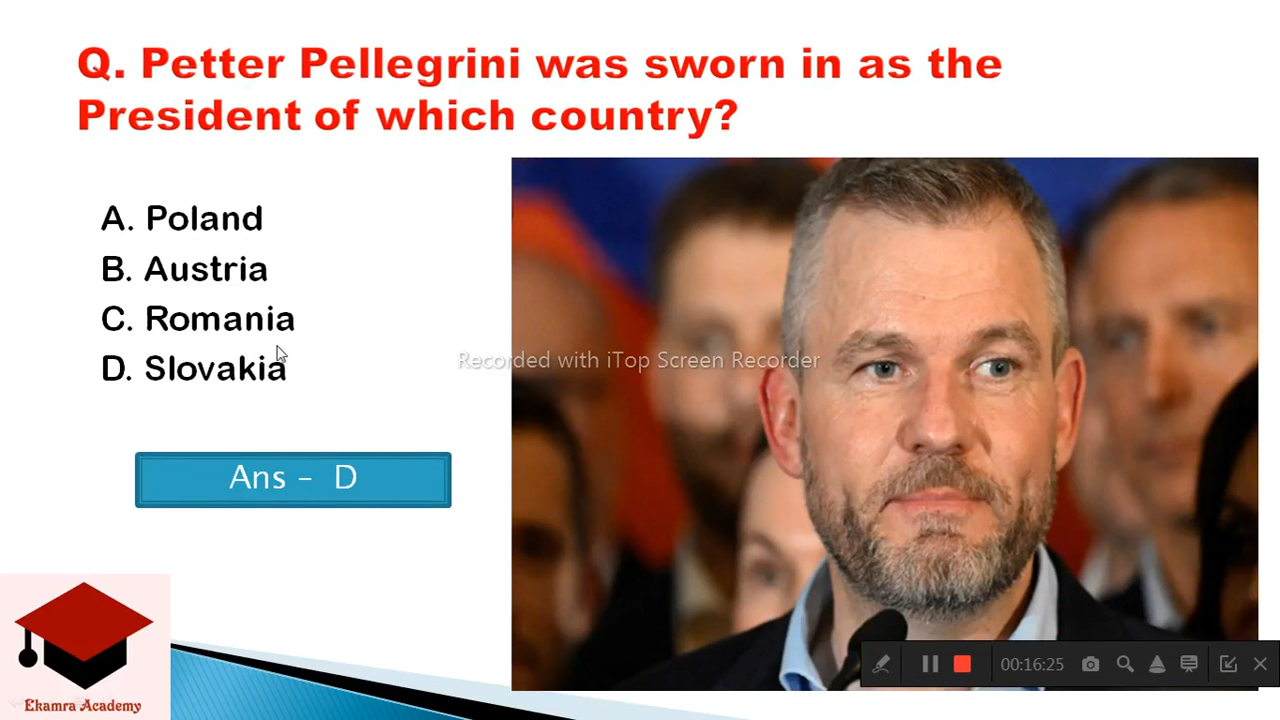 Q. Petter Pellegrini was sworn in as the
President of which country?
A. Poland
B. Austria
C. Romania
D. Slovakia
Recorded with iTop Screen Recorder
Ans - D
Ekamra Academy
00:16:25